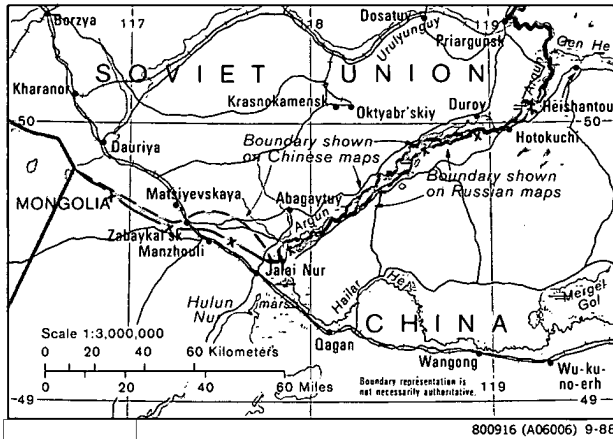 117
118
119
Borzya
Dosatuy
Urulyunguy
Priargunsk
Gen He
SOVIET UNION
Kharanor
Krasnokamensk
Oktyabr'skiy
Duroy
Argun
Heishantou
50
50
Hotokuchi
Dauriya
Boundary shown
on Chinese maps
Boundary shown
on Russian maps
Matsiyevskaya
Abagaytuy
MONGOLIA
Argun
Zabaykal'sk
Manzhouli
Jalai Nur
Hulun
Nu
mars
Hailar
He
Mergel
Gol
CHINA
Scale 1:3,000,000
20
60 Kilometers
Qagan
Wangong
Wu-ku-
no-erh
0
20
40
60 Miles
Boundary representation is
not necessarily authoritative.
117
119
49
49
800916 (A06006) 9-88